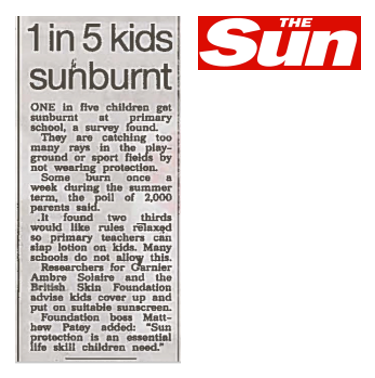 1 in 5 kids
sunburnt
ONE in five children get
sunburnt at primary
school, a survey found.
They are catching too
many rays in the play-
ground or sport fields by
not wearing protection.
Some burn once a
week during the summer
term, the poll of 2,000
parents said.
.It found two thirds
would like rules relaxed
so primary teachers can
slap lotion on kids. Many
schools do not allow this.
Researchers for Garnier
Ambre Solaire and the
British Skin Foundation
advise kids cover up and
put on suitable sunscreen.
Foundation boss Matt-
hew Patey added: "Sun
protection is an essential
life skill children need."
THE
Sun